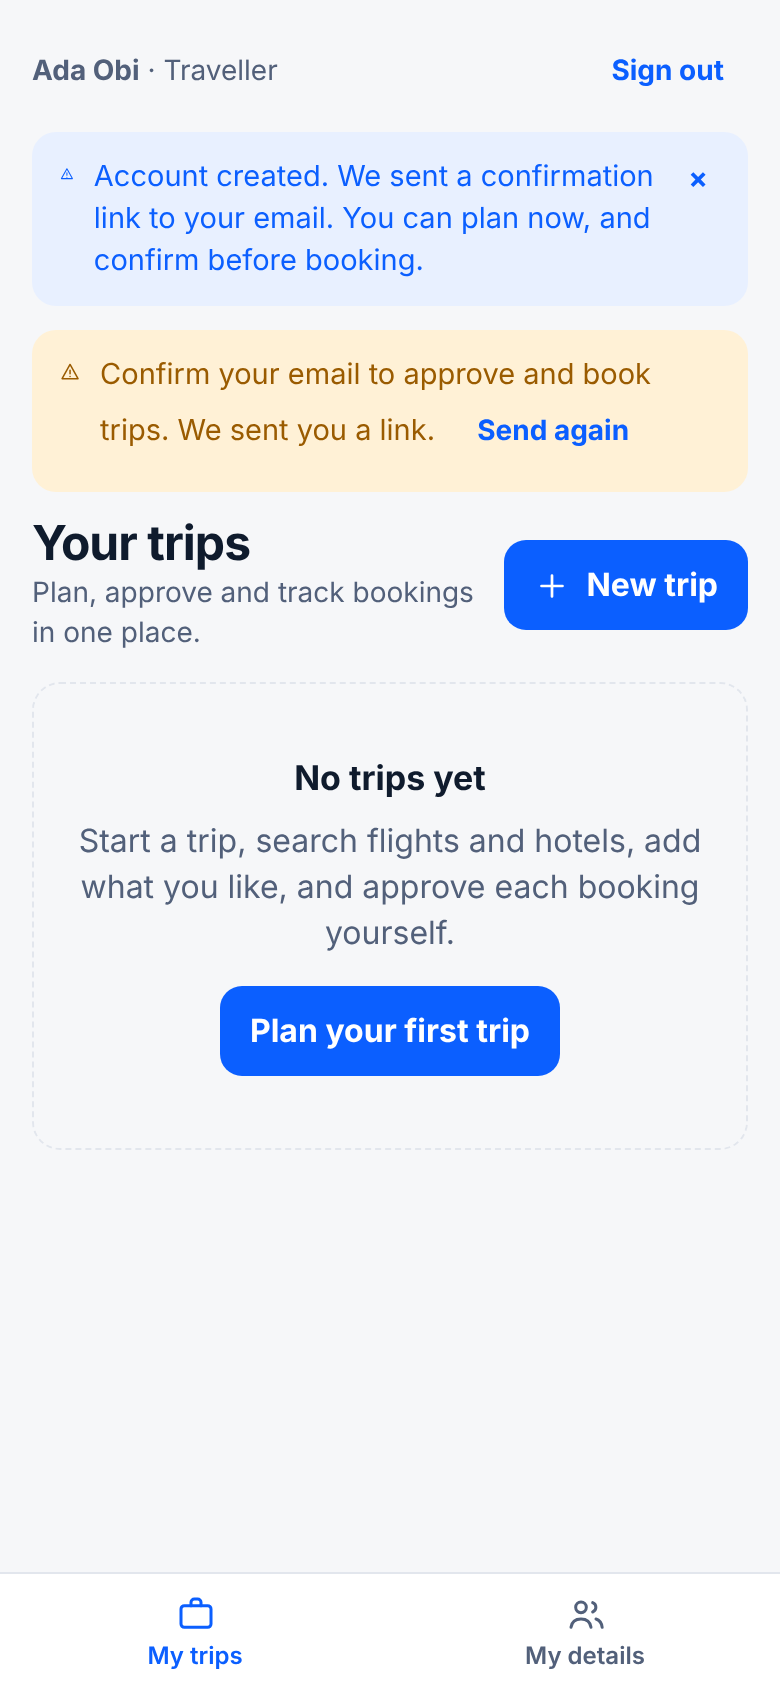 Ada Obi · Traveller
Sign out
Account created. We sent a confirmation
link to your email. You can plan now, and
confirm before booking.
×
Confirm your email to approve and book
trips. We sent you a link. Send again
Your trips
Plan, approve and track bookings
in one place.
+ New trip
No trips yet
Start a trip, search flights and hotels, add
what you like, and approve each booking
yourself.
Plan your first trip
My trips
My details